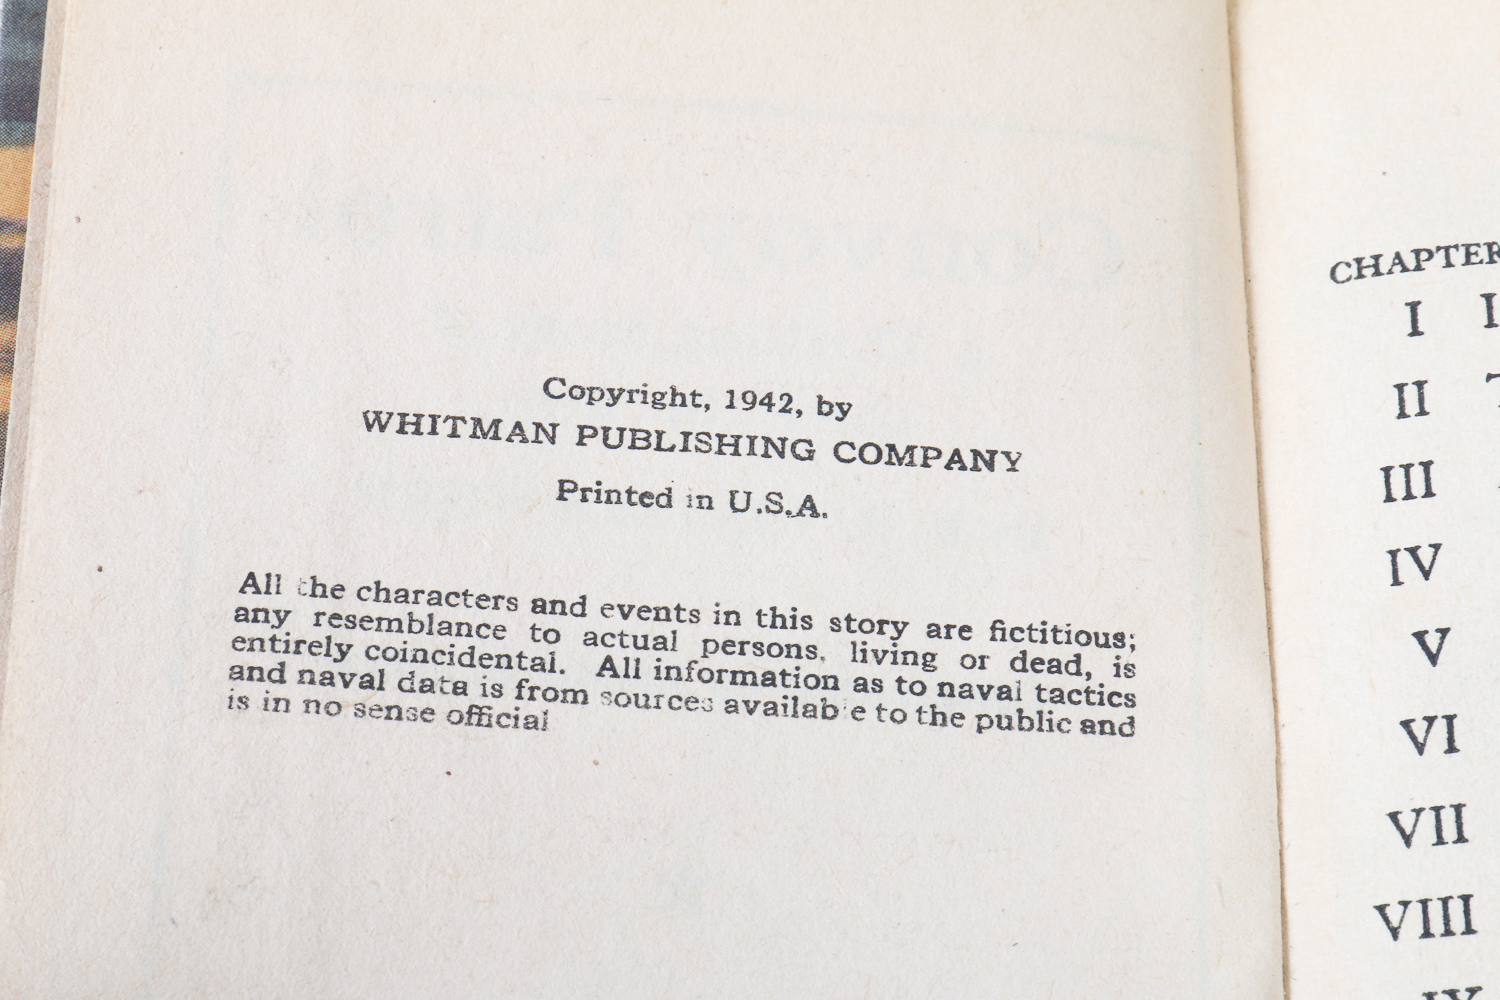 Copyright, 1942, by
WHITMAN PUBLISHING COMPANY
Printed in U.S.A.
All the characters and events in this story are fictitious;
any resemblance to actual persons, living or dead, is
entirely coincidental. All information as to naval tactics
and naval data is from sources available to the public and
is in no sense official
CHAPTER
I
II
III
IV
V
VI
VII
VIII